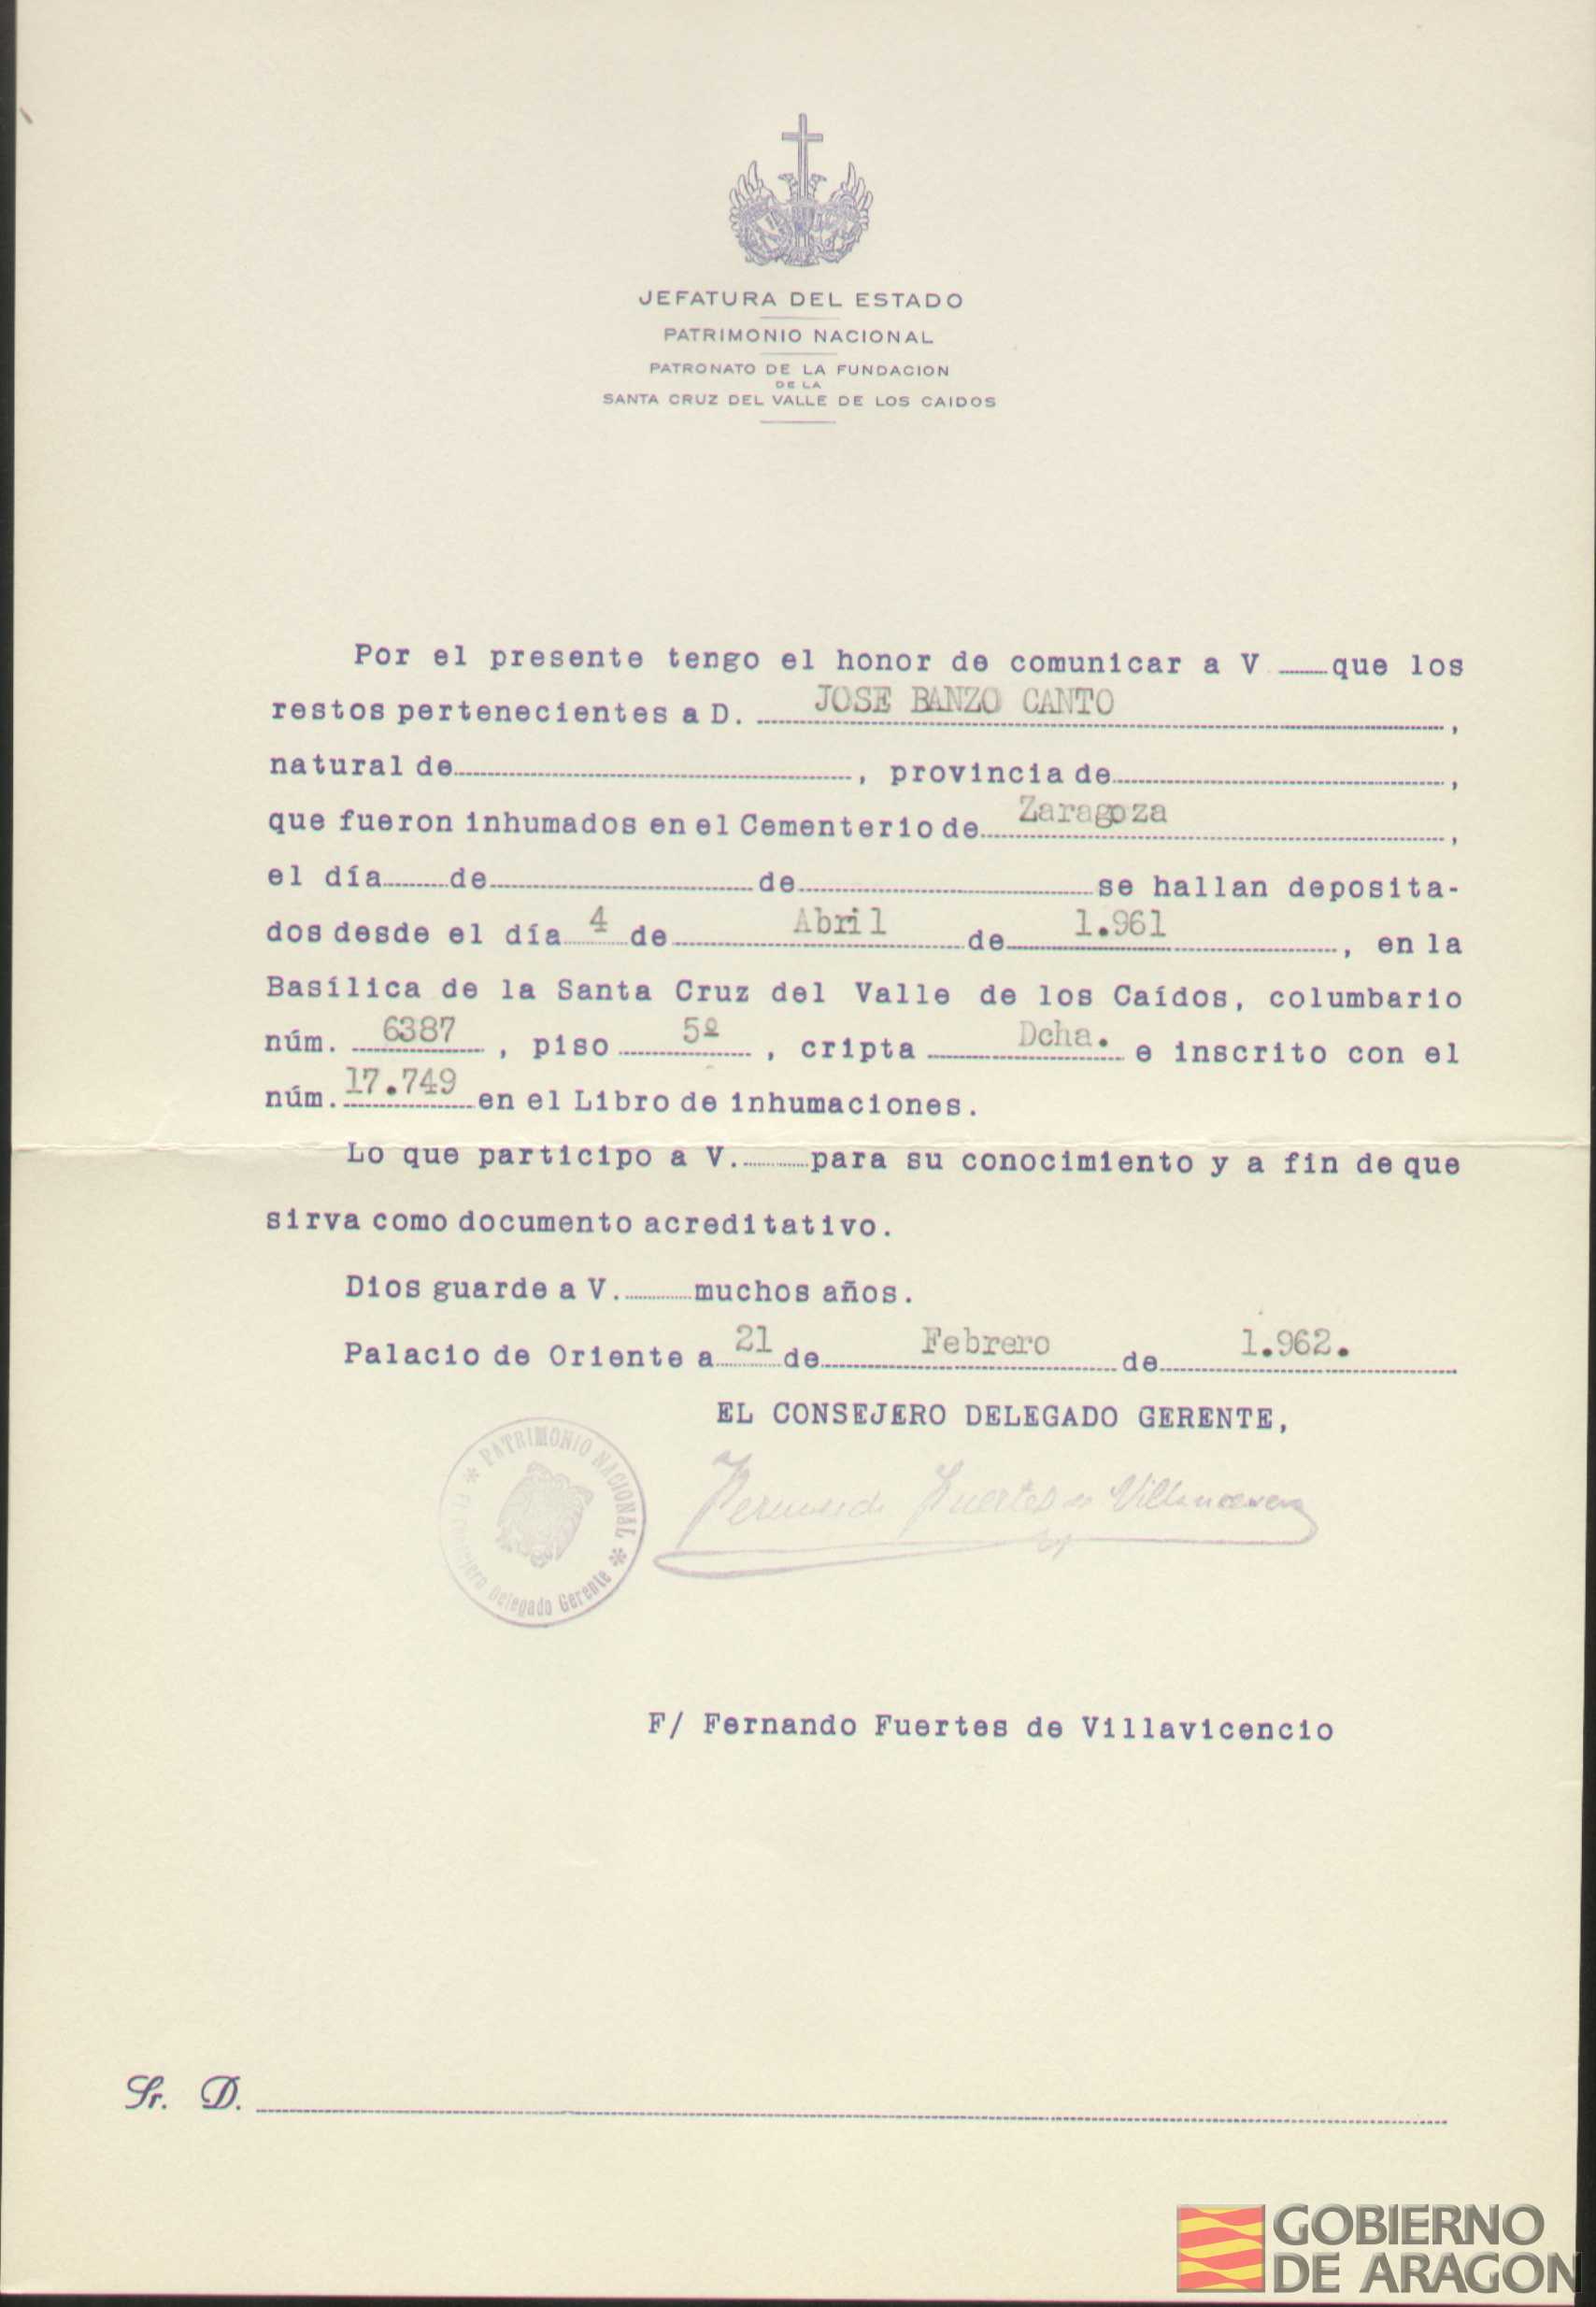 JEFATURA DEL ESTADO
PATRIMONIO NACIONAL
PATRONATO DE LA FUNDACION
DE LA
SANTA CRUZ DEL VALLE DE LOS CAIDOS
Por el presente tengo el honor de comunicar a V ..... que los
restos pertenecientes a D. JOSE BANZO CANTO,
natural de ....., provincia de .....,
que fueron inhumados en el Cementerio de Zaragoza,
el día ..... de ..... de ..... se hallan deposita-
dos desde el día 4 de Abril de 1.961, en la
Basílica de la Santa Cruz del Valle de los Caídos, columbario
núm. 6387, piso 5º, cripta Dcha. e inscrito con el
núm. 17.749 en el Libro de inhumaciones.
Lo que participo a V. ..... para su conocimiento y a fin de que
sirva como documento acreditativo.
Dios guarde a V. ..... muchos años.
Palacio de Oriente a 21 de Febrero de 1.962.
EL CONSEJERO DELEGADO GERENTE,
* PATRIMONIO NACIONAL *
El Consejero Delegado Gerente
Fernando Fuertes de Villavicencio
F/ Fernando Fuertes de Villavicencio
Sr. D. .....
GOBIERNO
DE ARAGON